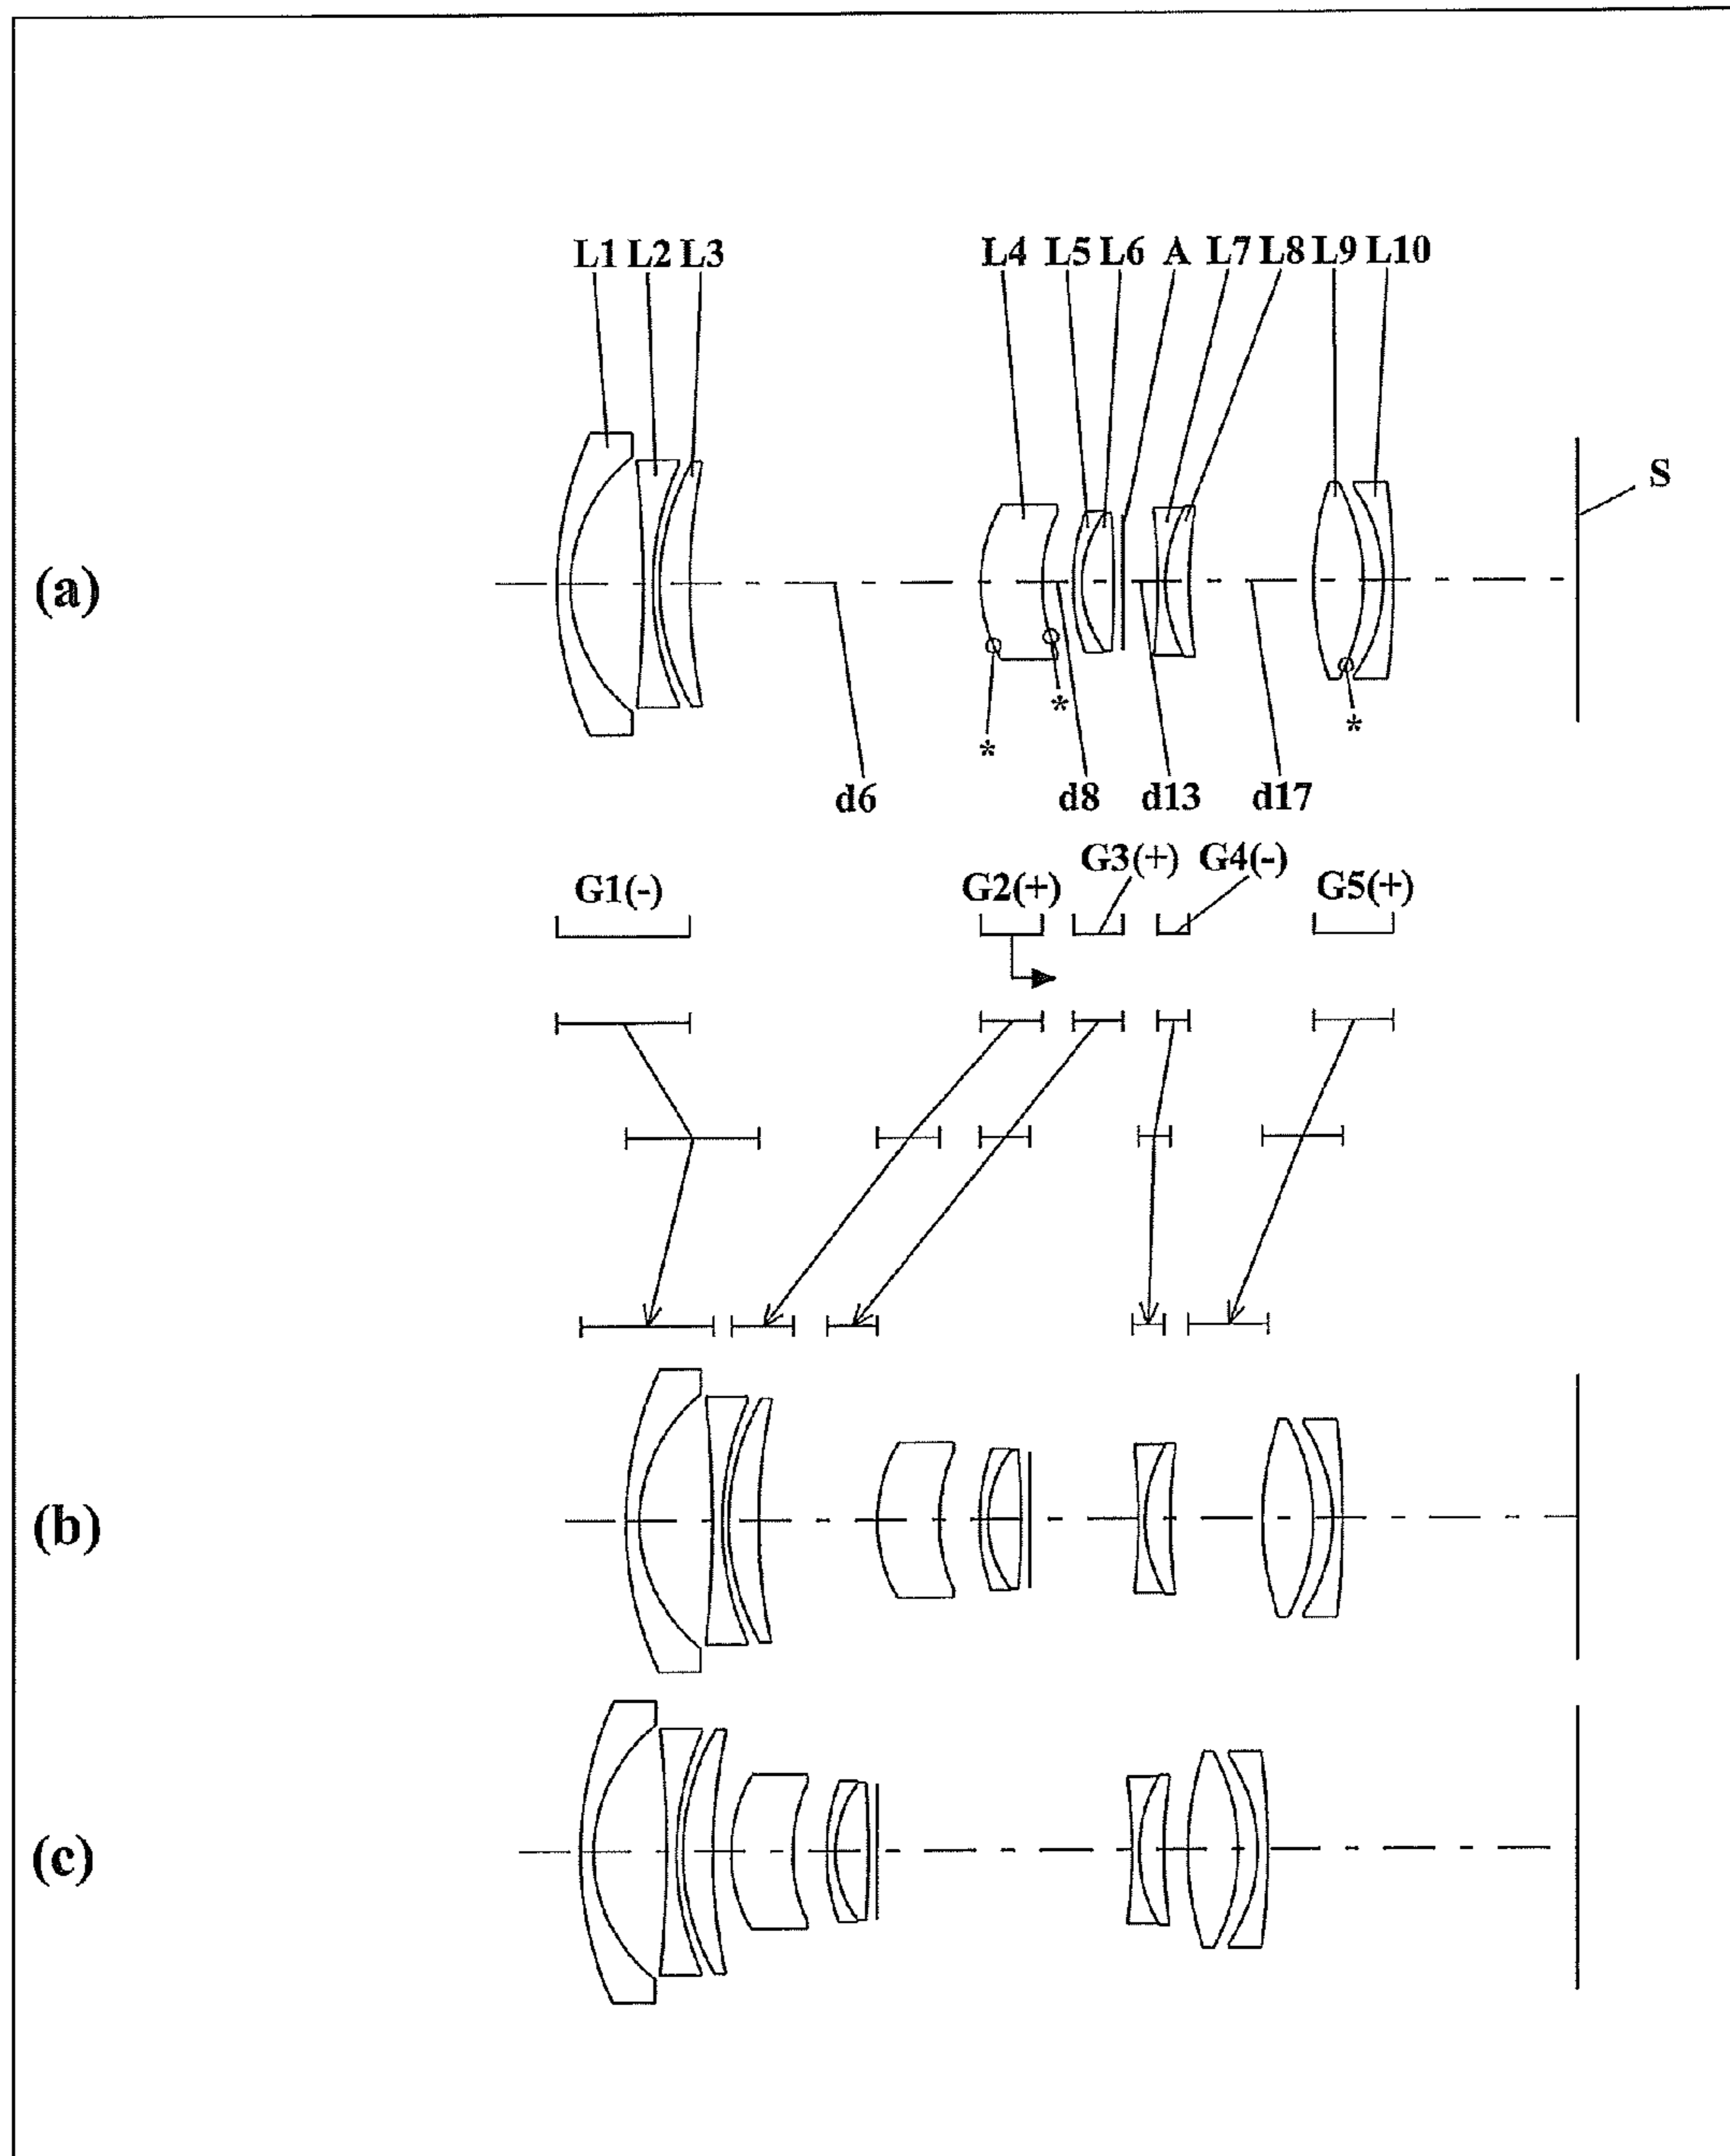 L1 L2 L3 L4 L5 L6 A L7 L8 L9 L10
S
(a)
* * *
d6 d8 d13 d17
G3(+) G4(-)
G1(-) G2(+) G5(+)
(b)
(c)